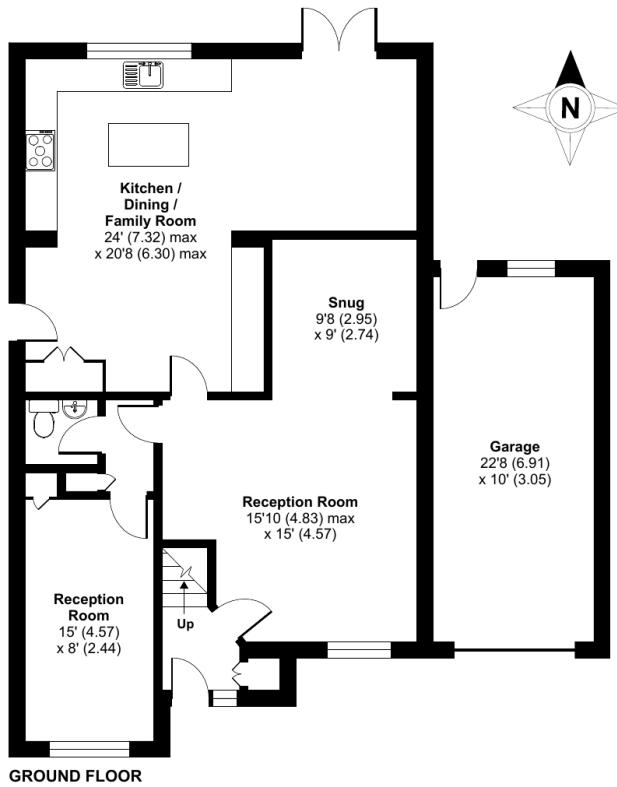 N
Kitchen /
Dining /
Family Room
24' (7.32) max
x 20'8 (6.30) max
Snug
9'8 (2.95)
x 9' (2.74)
Garage
22'8 (6.91)
x 10' (3.05)
Reception Room
15'10 (4.83) max
x 15' (4.57)
Reception
Room
15' (4.57)
x 8' (2.44)
Up
GROUND FLOOR